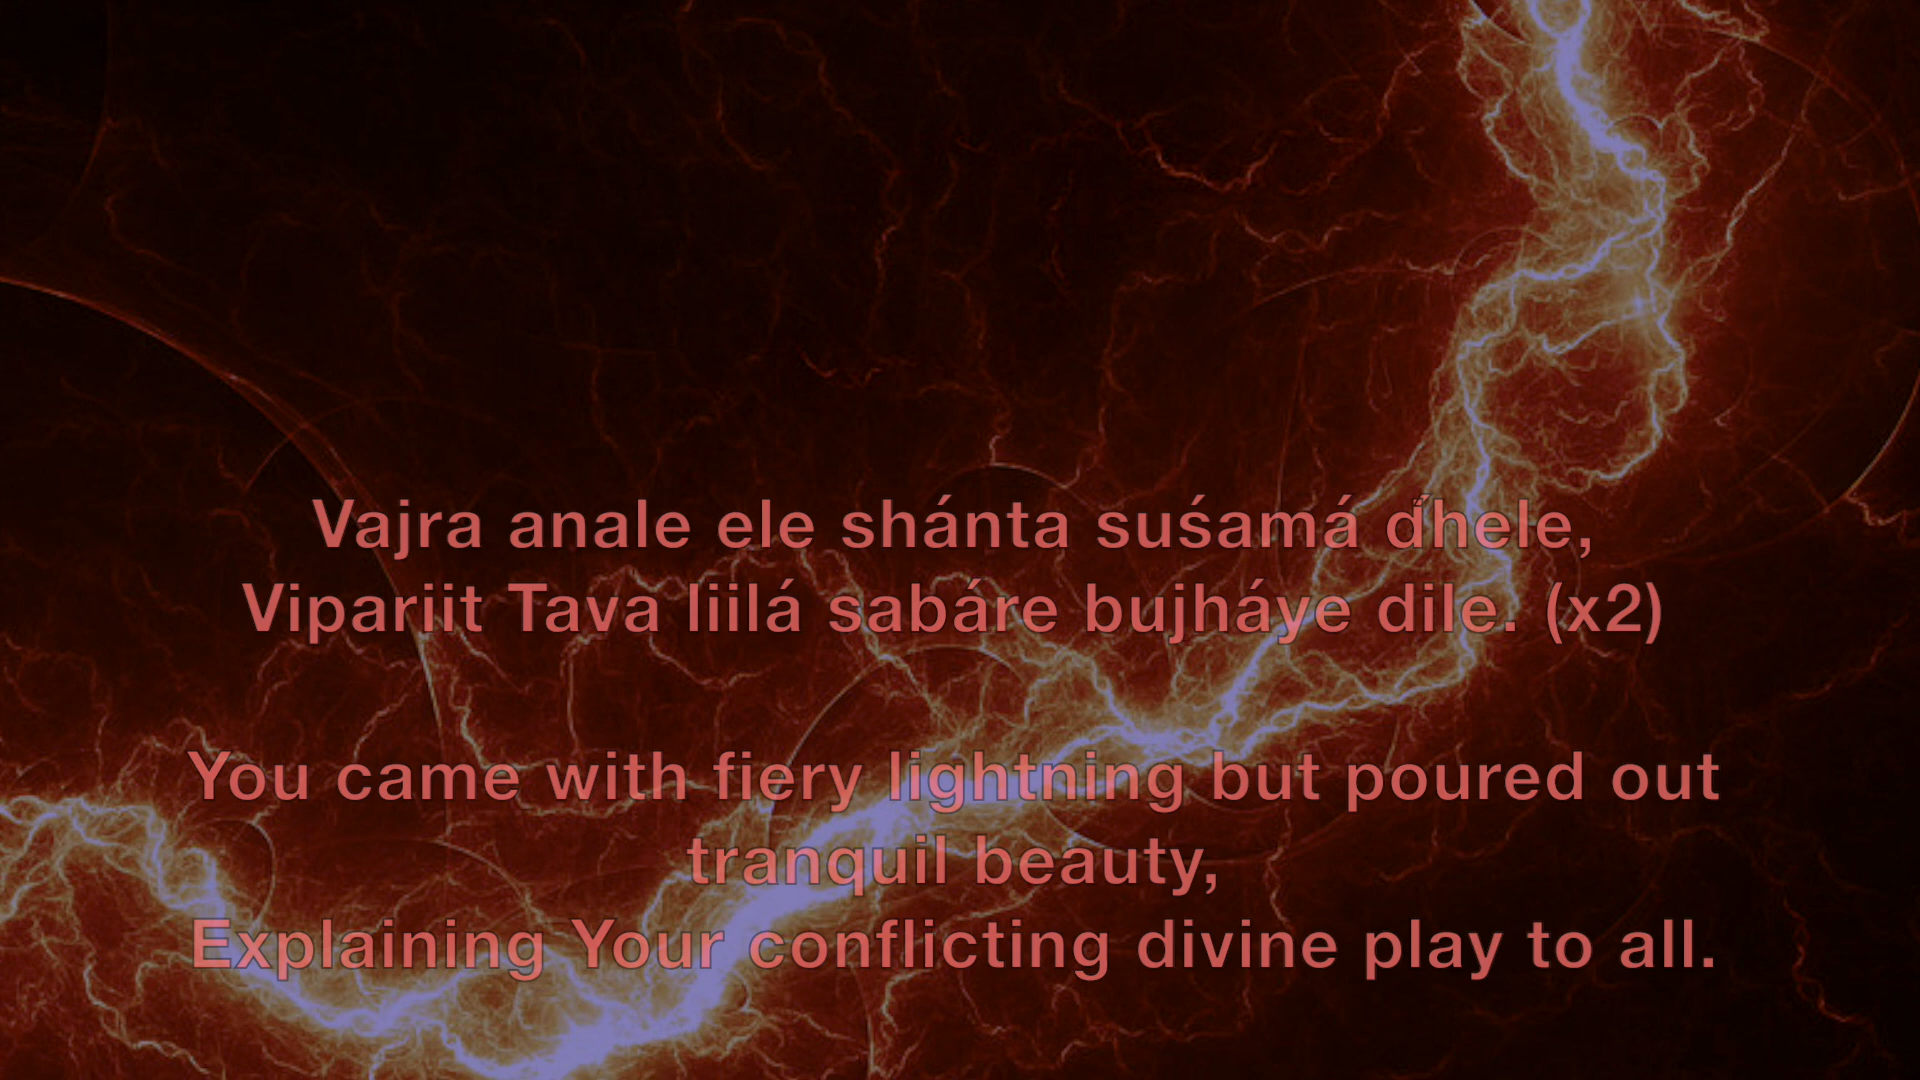 Vajra anale ele shánta suśamá d́hele,
Vipariit Tava liilá sabáre bujháye dile. (x2)
You came with fiery lightning but poured out
tranquil beauty,
Explaining Your conflicting divine play to all.